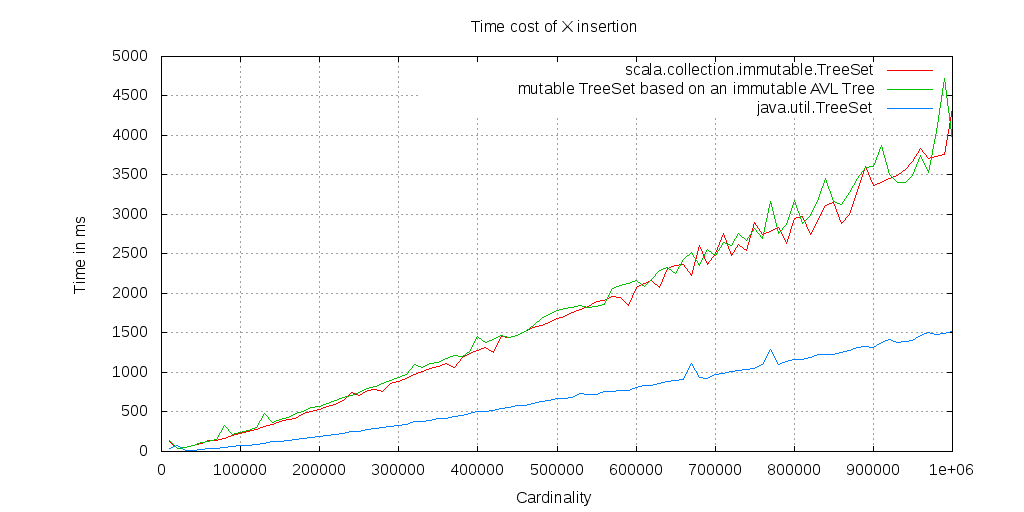 Time cost of X insertion
5000
4500
4000
3500
3000
2500
2000
1500
1000
500
0
Time in ms
scala.collection.immutable.TreeSet
mutable TreeSet based on an immutable AVL Tree
java.util.TreeSet
0 100000 200000 300000 400000 500000 600000 700000 800000 900000 1e+06
Cardinality